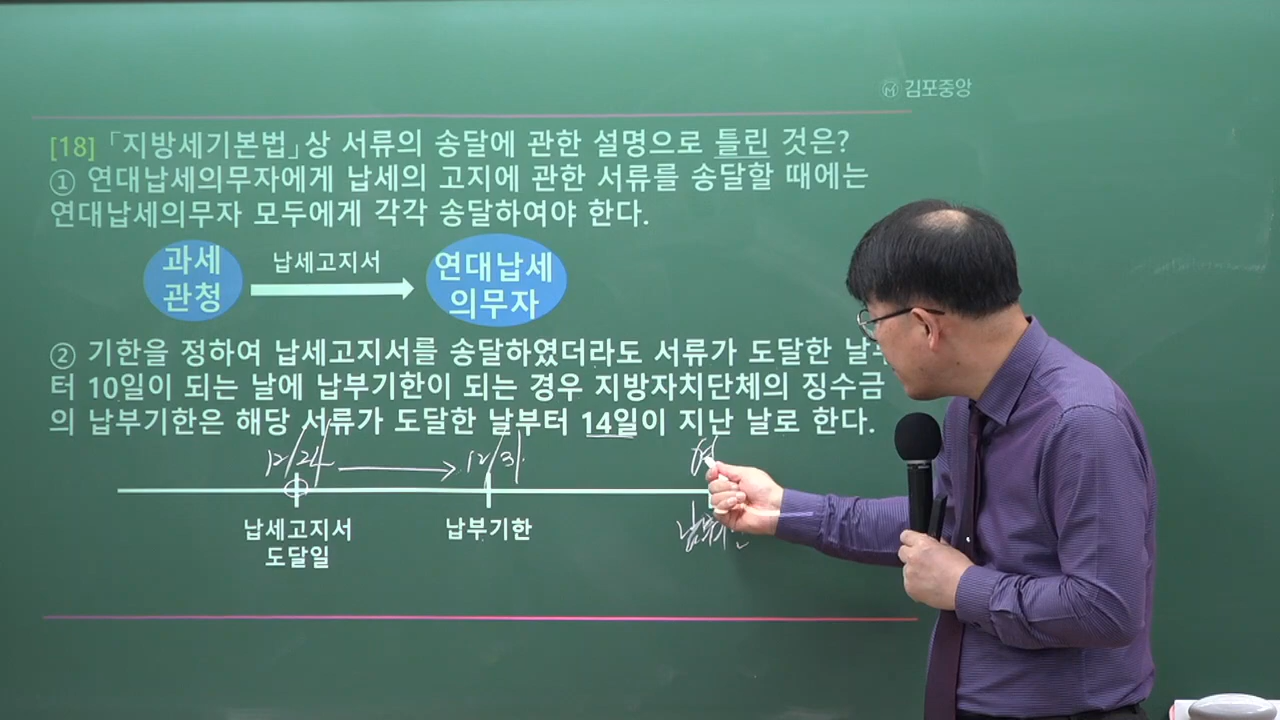 김포중앙
[18] 「지방세기본법」상 서류의 송달에 관한 설명으로 틀린 것은?
① 연대납세의무자에게 납세의 고지에 관한 서류를 송달할 때에는
연대납세의무자 모두에게 각각 송달하여야 한다.
과세
관청
납세고지서
연대납세
의무자
② 기한을 정하여 납세고지서를 송달하였더라도 서류가 도달한 날부
터 10일이 되는 날에 납부기한이 되는 경우 지방자치단체의 징수금
의 납부기한은 해당 서류가 도달한 날부터 14일이 지난 날로 한다.
12/24
12/31
납세고지서
도달일
납부기한